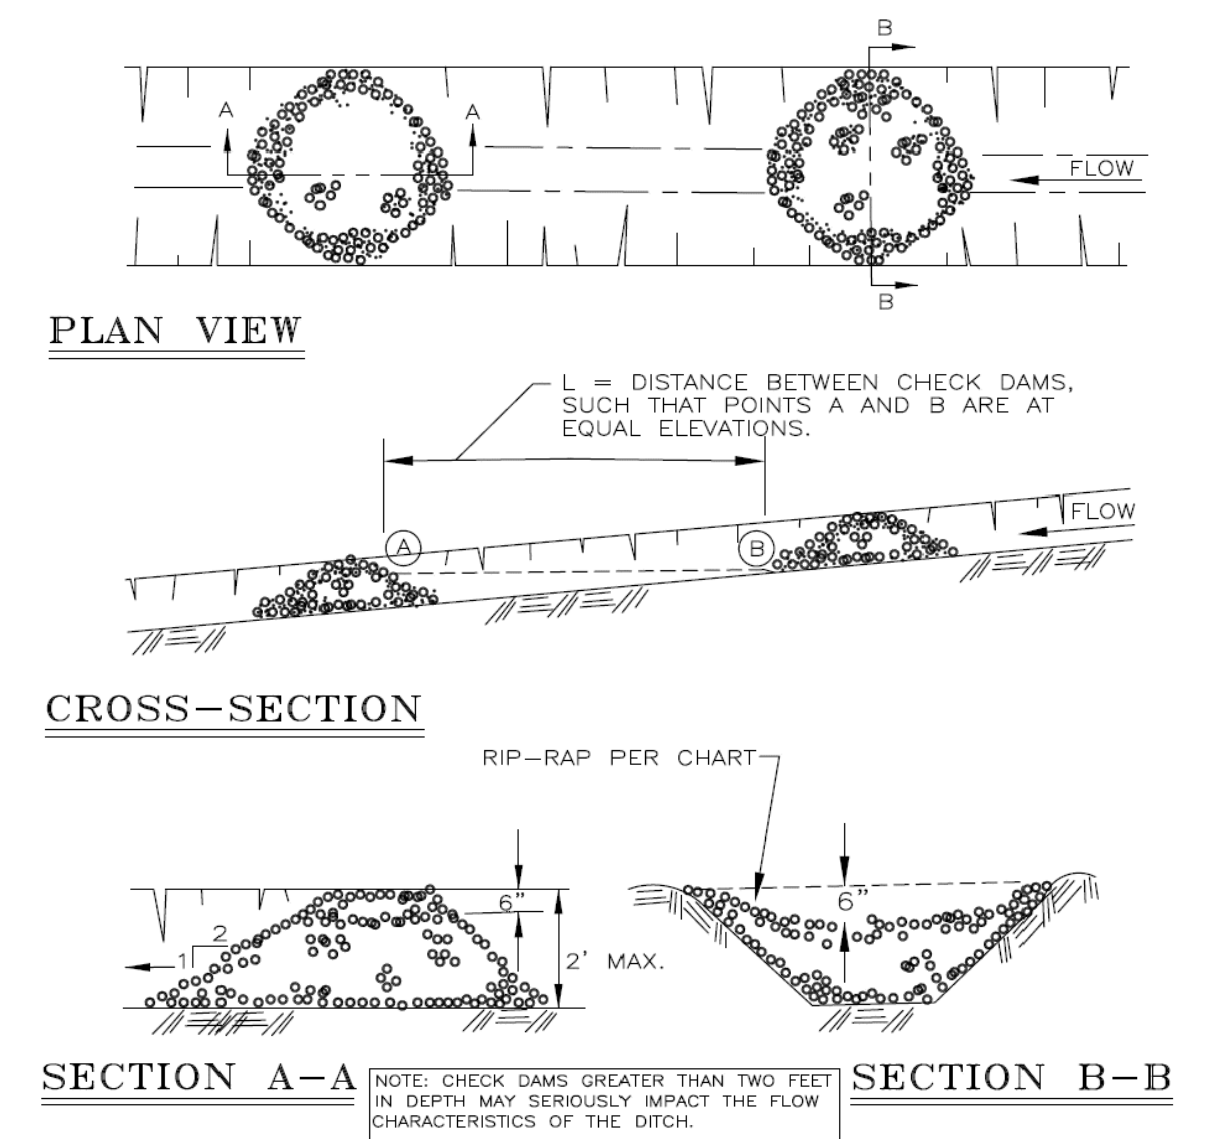 B
A
A
FLOW
B
PLAN VIEW
L = DISTANCE BETWEEN CHECK DAMS,
SUCH THAT POINTS A AND B ARE AT
EQUAL ELEVATIONS.
FLOW
A
B
CROSS-SECTION
RIP-RAP PER CHART
6"
6"
2
1
2' MAX.
SECTION A-A
NOTE: CHECK DAMS GREATER THAN TWO FEET
IN DEPTH MAY SERIOUSLY IMPACT THE FLOW
CHARACTERISTICS OF THE DITCH.
SECTION B-B